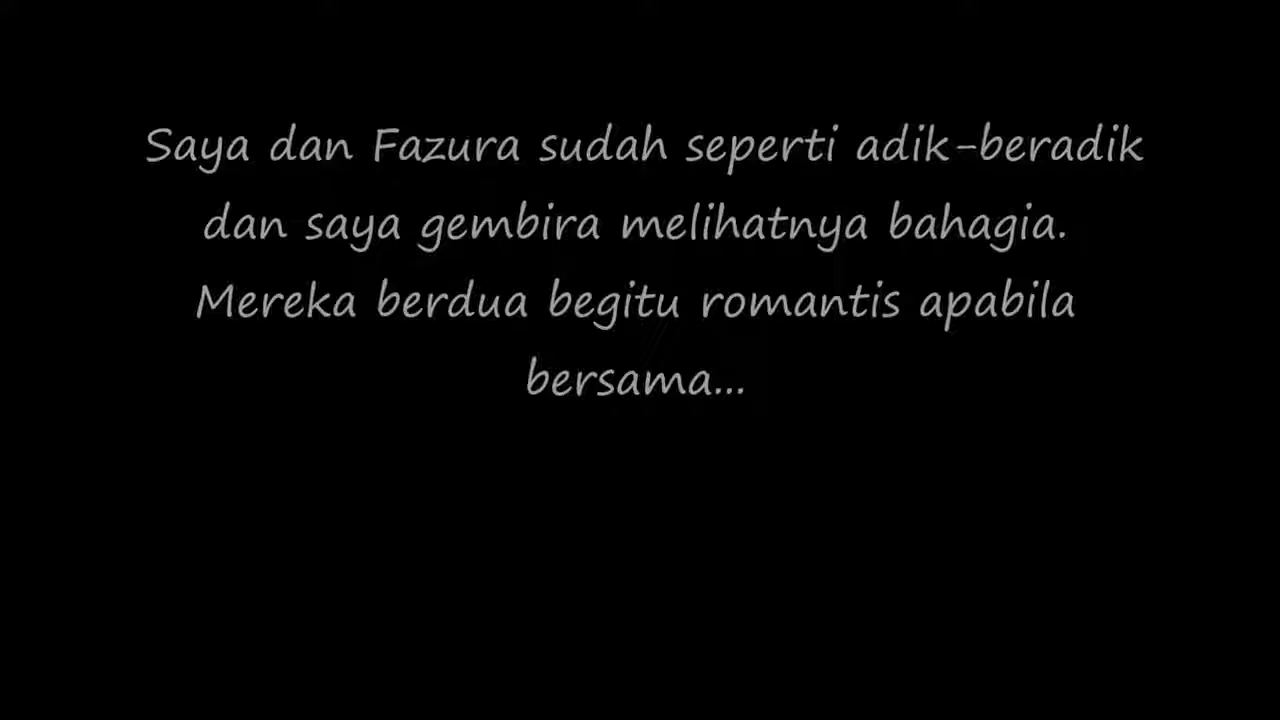 Saya dan Fazura sudah seperti adik-beradik
dan saya gembira melihatnya bahagia.
Mereka berdua begitu romantis apabila
bersama...